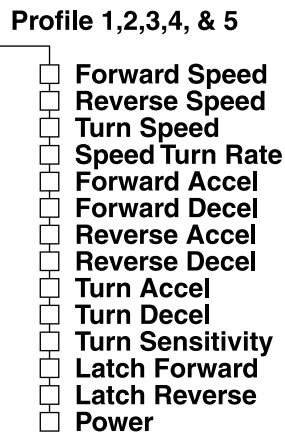 Profile 1,2,3,4, & 5
Forward Speed
Reverse Speed
Turn Speed
Speed Turn Rate
Forward Accel
Forward Decel
Reverse Accel
Reverse Decel
Turn Accel
Turn Decel
Turn Sensitivity
Latch Forward
Latch Reverse
Power